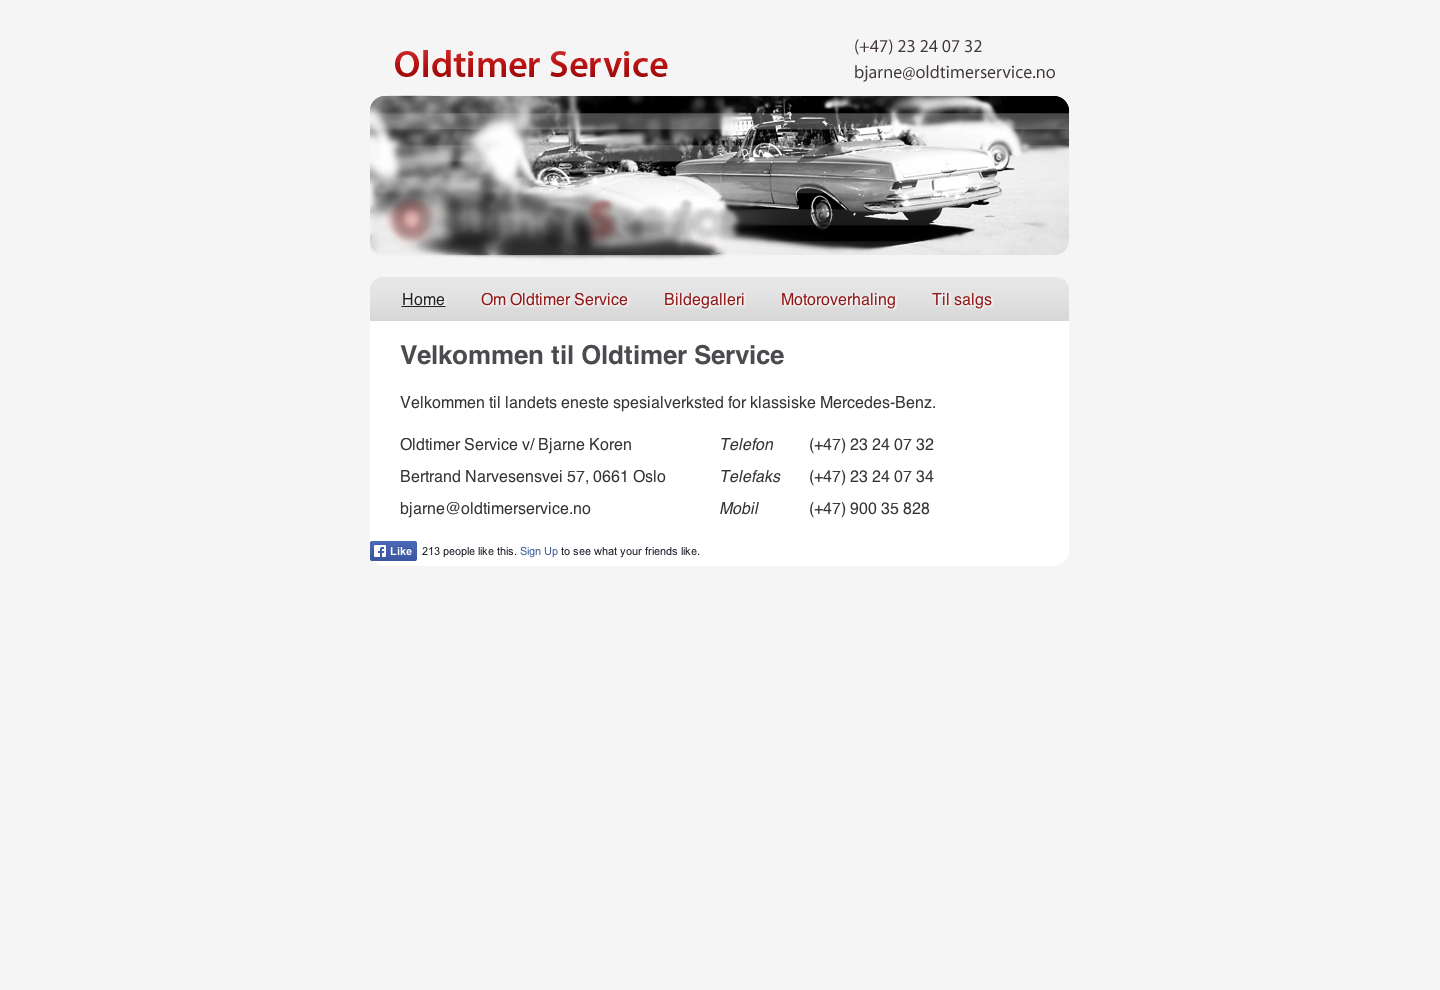 Oldtimer Service
(+47) 23 24 07 32
bjarne@oldtimerservice.no
Home Om Oldtimer Service Bildegalleri Motoroverhaling Til salgs
Velkommen til Oldtimer Service
Velkommen til landets eneste spesialverksted for klassiske Mercedes-Benz.
Oldtimer Service v/ Bjarne Koren Telefon (+47) 23 24 07 32
Bertrand Narvesensvei 57, 0661 Oslo Telefaks (+47) 23 24 07 34
bjarne@oldtimerservice.no Mobil (+47) 900 35 828
Like 213 people like this. Sign Up to see what your friends like.